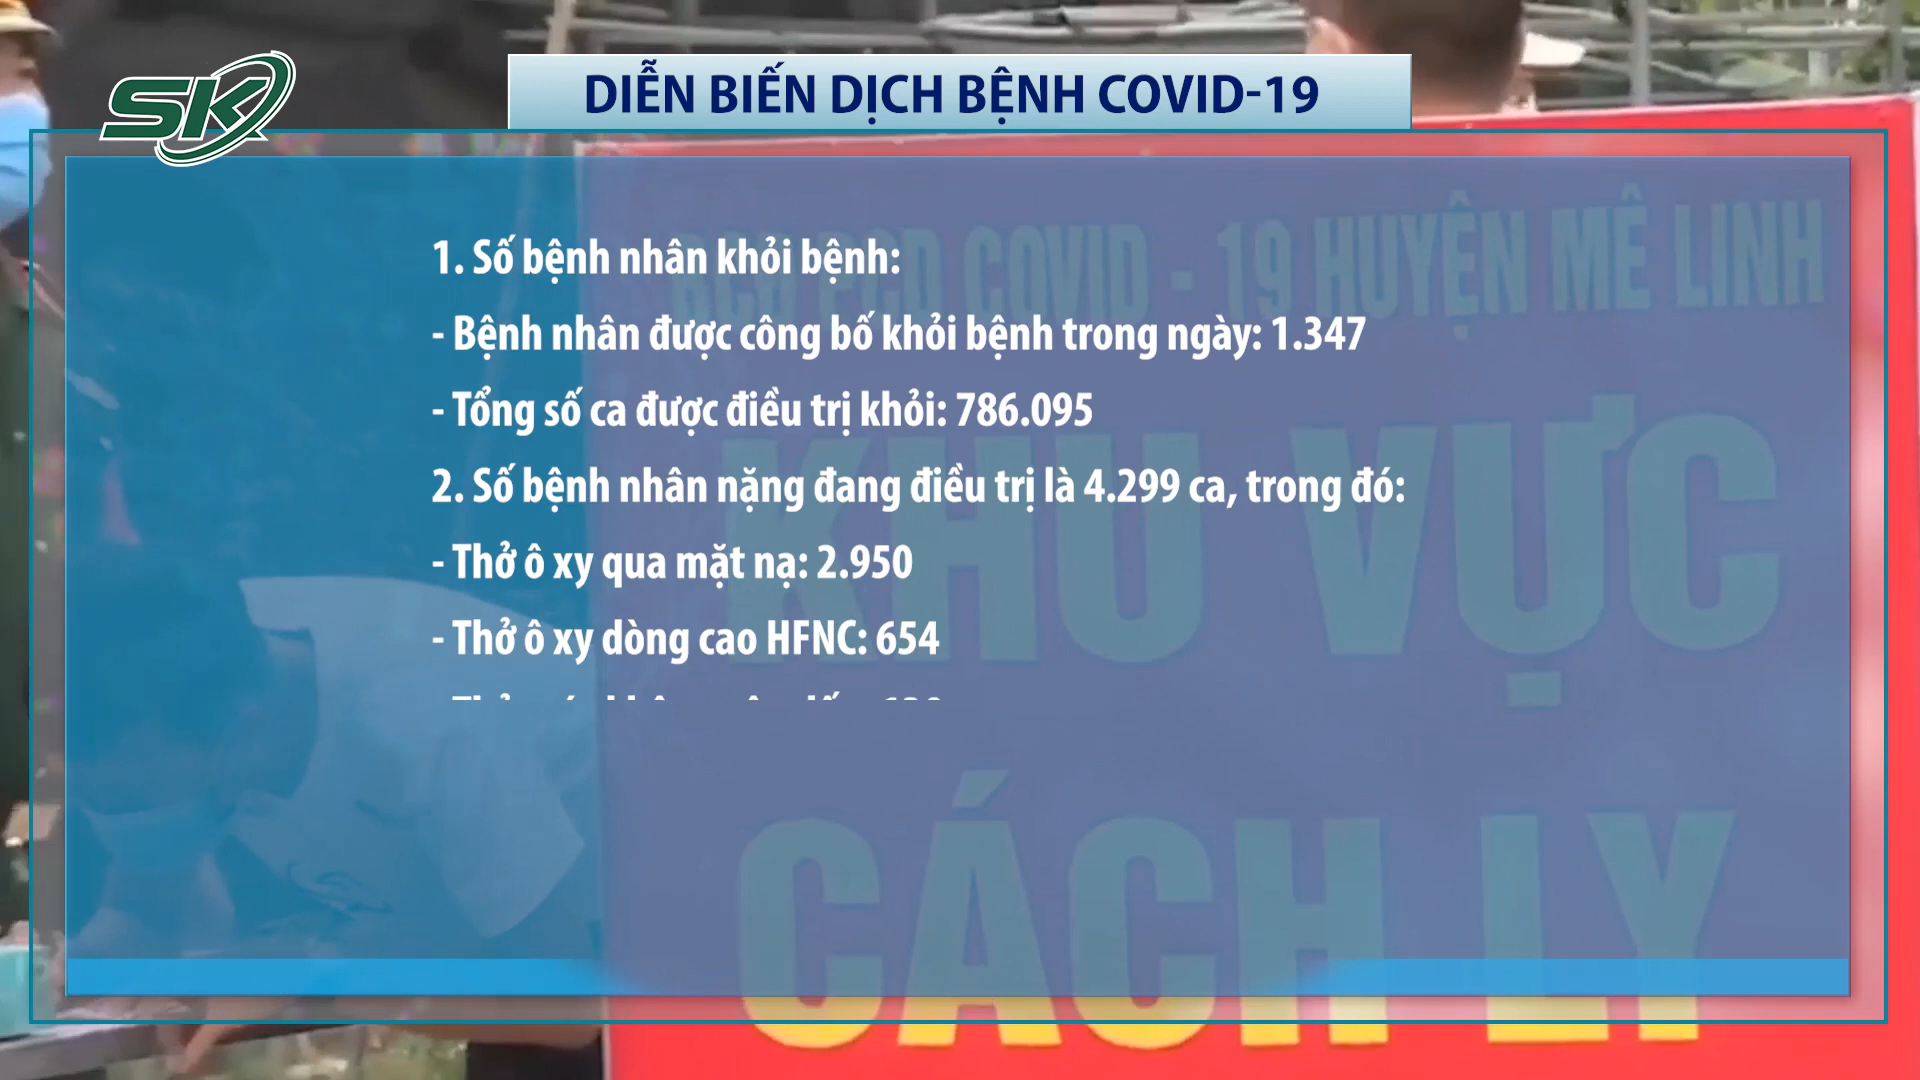 SK
DIỄN BIẾN DỊCH BỆNH COVID-19
BCĐ PCD COVID - 19 HUYỆN MÊ LINH
1. Số bệnh nhân khỏi bệnh:
- Bệnh nhân được công bố khỏi bệnh trong ngày: 1.347
- Tổng số ca được điều trị khỏi: 786.095
2. Số bệnh nhân nặng đang điều trị là 4.299 ca, trong đó:
- Thở ô xy qua mặt nạ: 2.950
- Thở ô xy dòng cao HFNC: 654
KHU VỰC
CÁCH LY